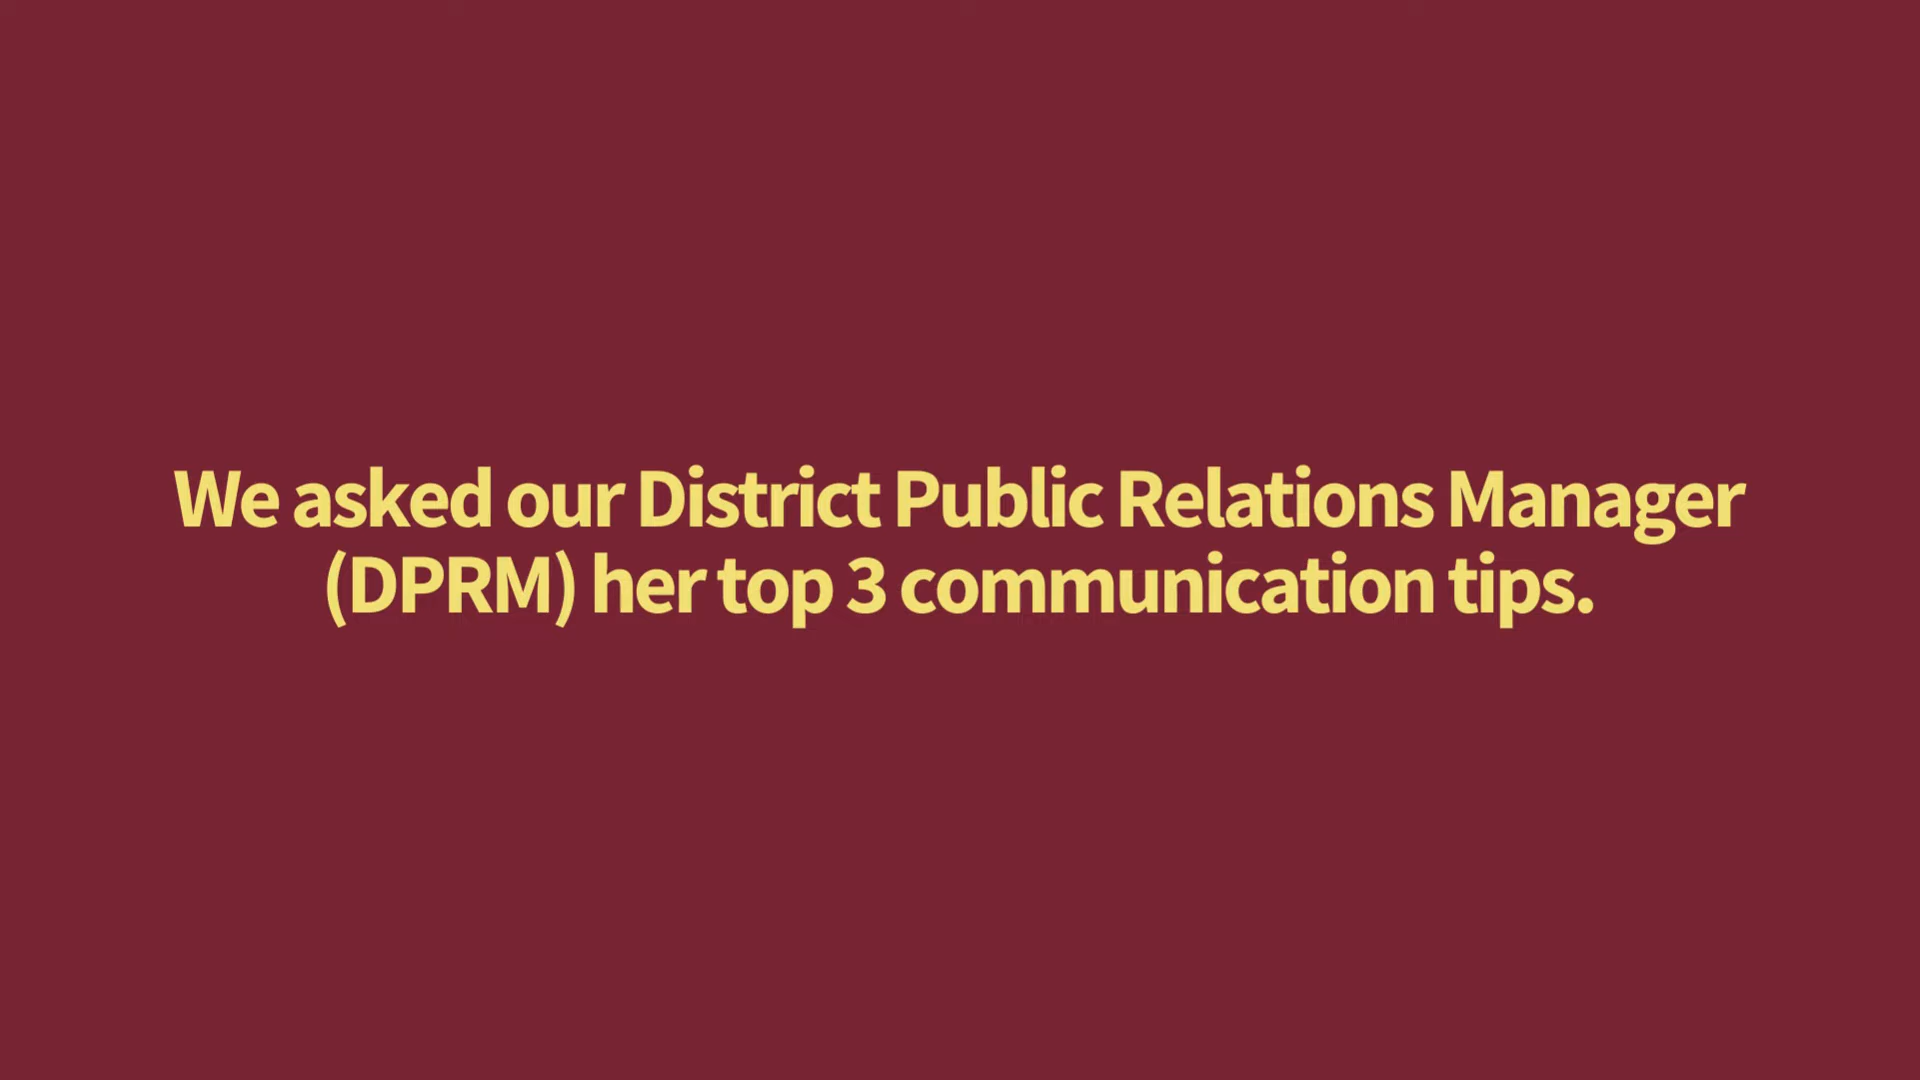 We asked our District Public Relations Manager
(DPRM) her top 3 communication tips.